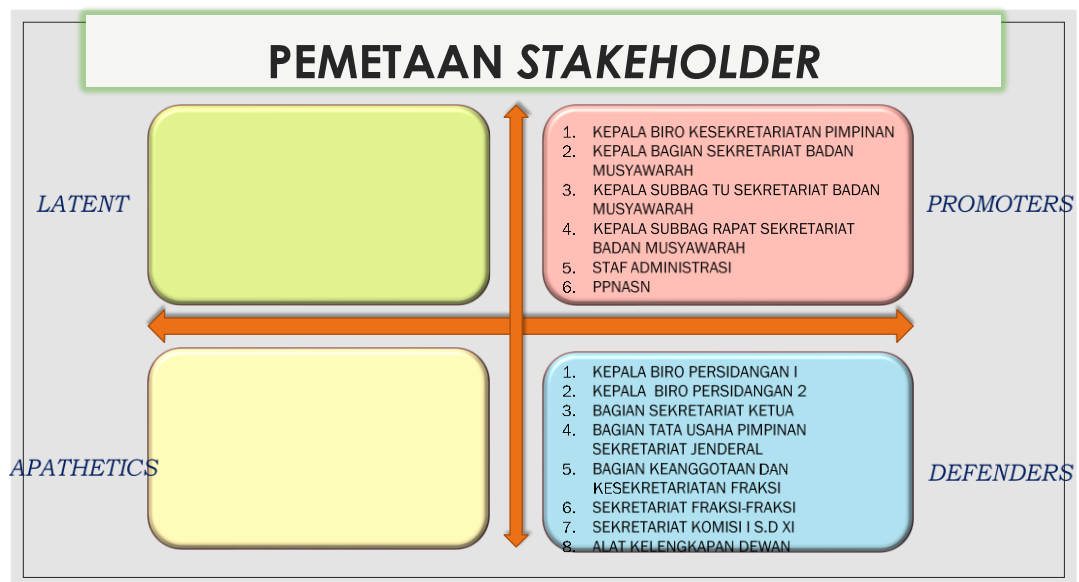 PEMETAAN STAKEHOLDER
LATENT
1. KEPALA BIRO KESEKRETARIATAN PIMPINAN
2. KEPALA BAGIAN SEKRETARIAT BADAN
MUSYAWARAH
3. KEPALA SUBBAG TU SEKRETARIAT BADAN
MUSYAWARAH
4. KEPALA SUBBAG RAPAT SEKRETARIAT
BADAN MUSYAWARAH
5. STAF ADMINISTRASI
6. PPNASN
PROMOTERS
APATHETICS
1. KEPALA BIRO PERSIDANGAN I
2. KEPALA BIRO PERSIDANGAN 2
3. BAGIAN SEKRETARIAT KETUA
4. BAGIAN TATA USAHA PIMPINAN
SEKRETARIAT JENDERAL
5. BAGIAN KEANGGOTAAN DAN
KESEKRETARIATAN FRAKSI
6. SEKRETARIAT FRAKSI-FRAKSI
7. SEKRETARIAT KOMISI I S.D XI
8. ALAT KELENGKAPAN DEWAN
DEFENDERS